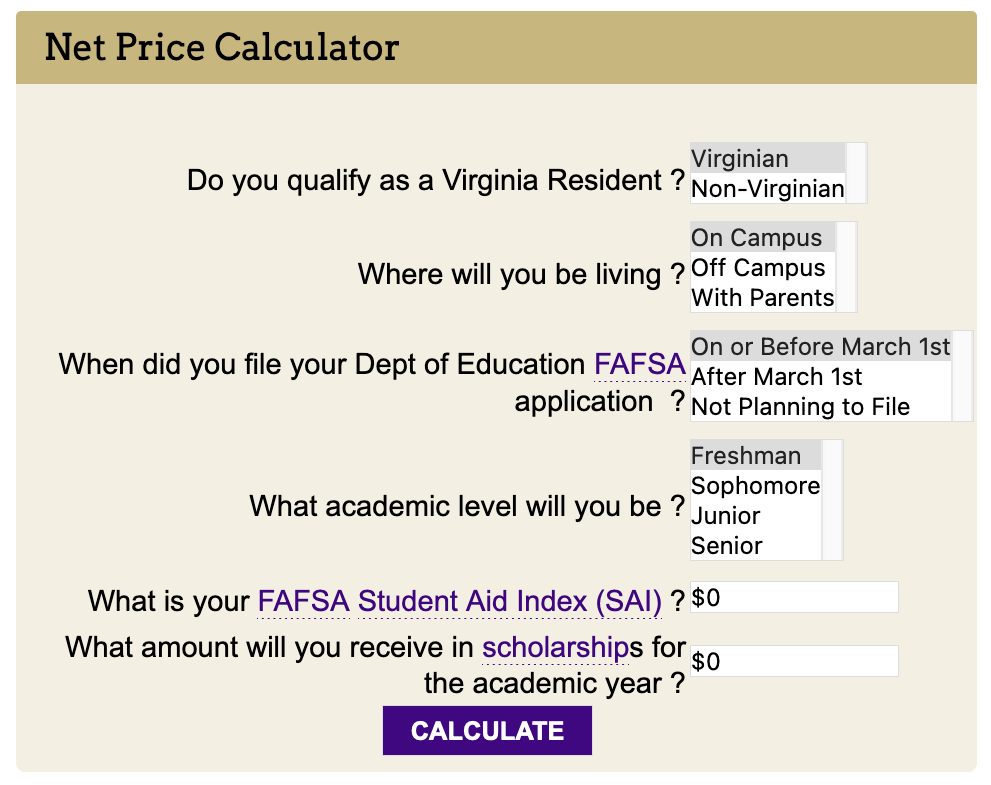 Net Price Calculator
Do you qualify as a Virginia Resident ?
Virginian
Non-Virginian
Where will you be living ?
On Campus
Off Campus
With Parents
When did you file your Dept of Education FAFSA
application ?
On or Before March 1st
After March 1st
Not Planning to File
What academic level will you be ?
Freshman
Sophomore
Junior
Senior
What is your FAFSA Student Aid Index (SAI) ?
$0
What amount will you receive in scholarships for
the academic year ?
$0
CALCULATE